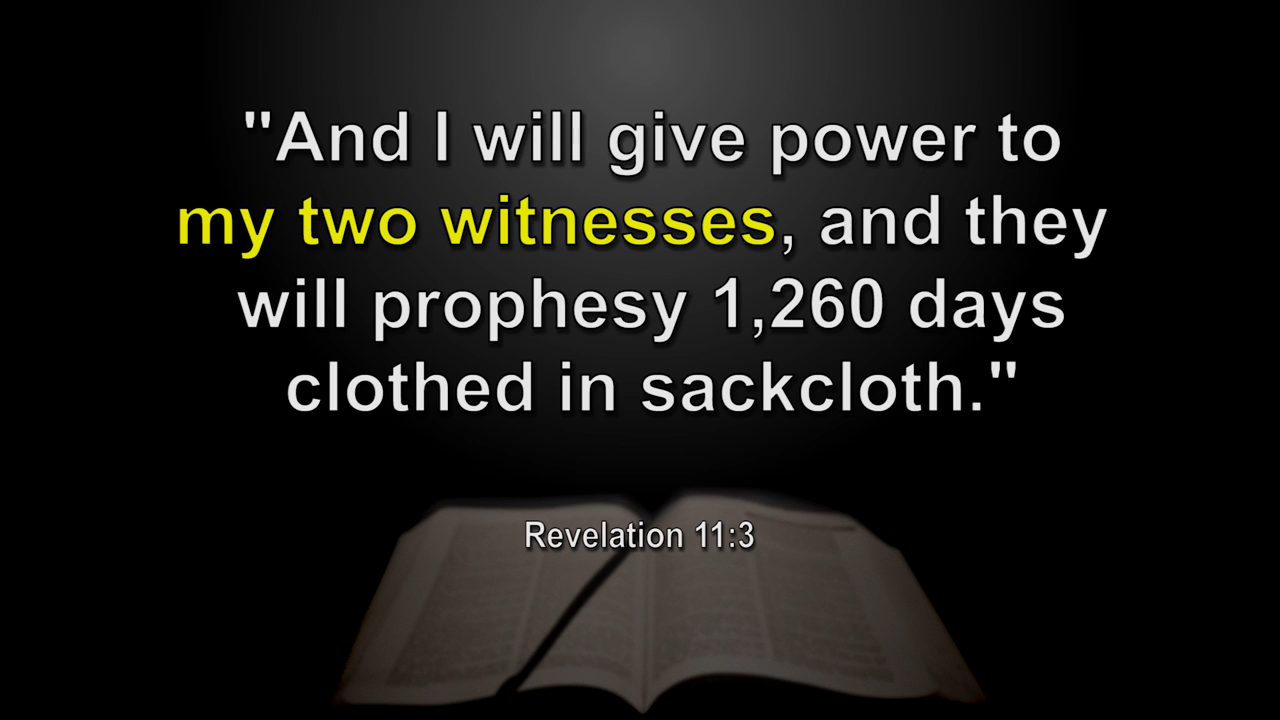 "And I will give power to
my two witnesses, and they
will prophesy 1,260 days
clothed in sackcloth."
Revelation 11:3